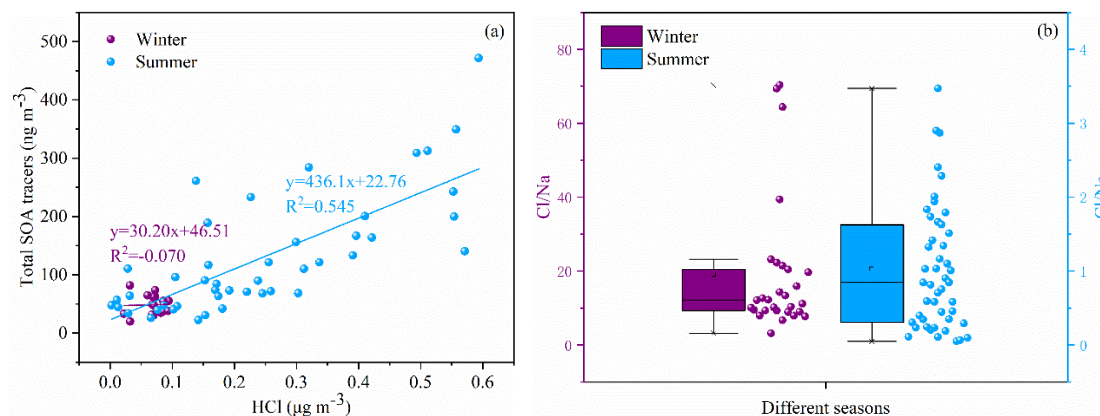 (a)
Winter
Summer
500
400
300
200
100
0
Total SOA tracers (ng m⁻³)
y=436.1x+22.76
R²=0.545
y=30.20x+46.51
R²=-0.070
0.0 0.1 0.2 0.3 0.4 0.5 0.6
HCl (μg m⁻³)
(b)
Winter
Summer
80
60
40
20
0
Cl/Na
4
3
2
1
0
Cl/Na
Different seasons